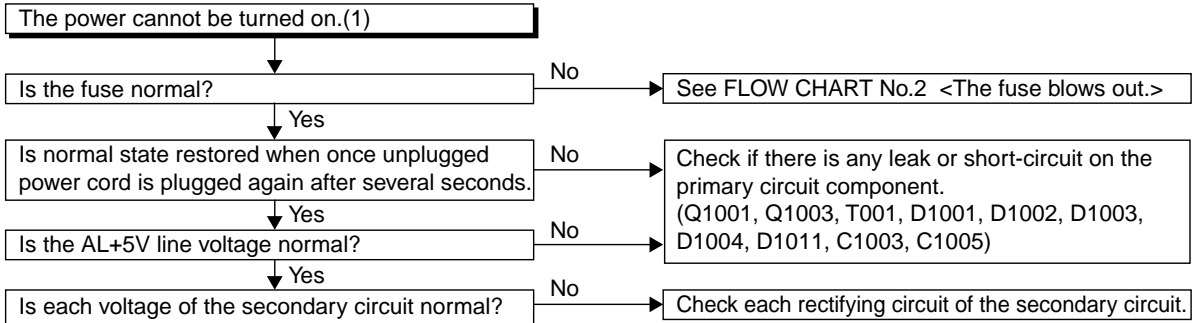 The power cannot be turned on.(1)
No
Is the fuse normal?
See FLOW CHART No.2 <The fuse blows out.>
Yes
Is normal state restored when once unplugged
power cord is plugged again after several seconds.
No
Check if there is any leak or short-circuit on the
primary circuit component.
(Q1001, Q1003, T001, D1001, D1002, D1003,
D1004, D1011, C1003, C1005)
Yes
Is the AL+5V line voltage normal?
No
Yes
Is each voltage of the secondary circuit normal?
No
Check each rectifying circuit of the secondary circuit.